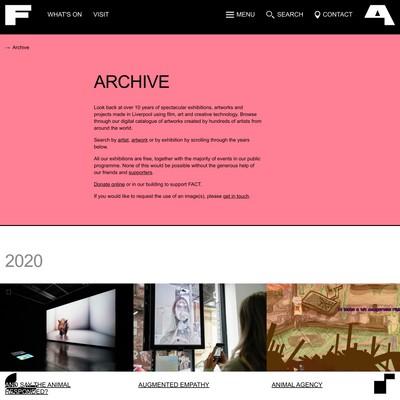 F WHAT'S ON VISIT MENU SEARCH CONTACT A
→ Archive
ARCHIVE
Look back at over 10 years of spectacular exhibitions, artworks and
projects made in Liverpool using film, art and creative technology. Browse
through our digital catalogue of artworks created by hundreds of artists from
around the world.
Search by artist, artwork or by exhibition by scrolling through the years
below.
All our exhibitions are free, together with the majority of events in our public
programme. None of this would be possible without the generous help of
our friends and supporters.
Donate online or in our building to support FACT.
If you would like to request the use of an image(s), please get in touch.
2020
AND SAY THE ANIMAL
RESPONDED?
AUGMENTED EMPATHY
ANIMAL AGENCY